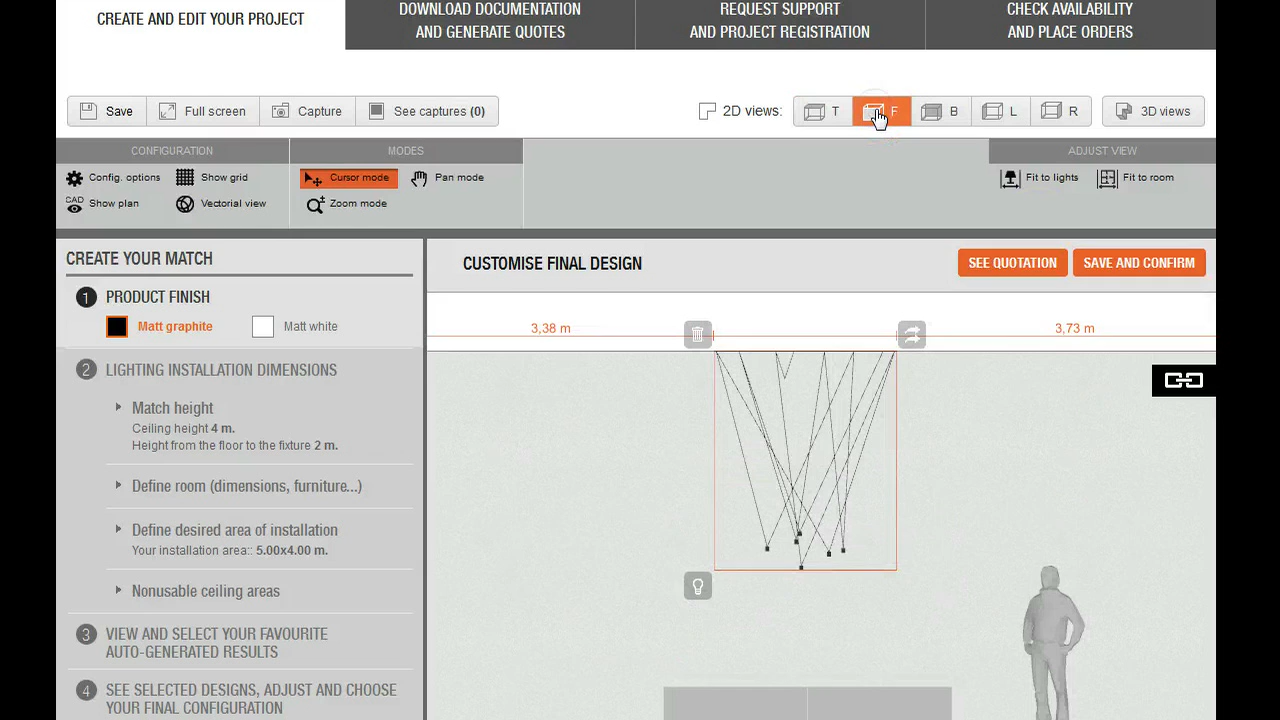 CREATE AND EDIT YOUR PROJECT
DOWNLOAD DOCUMENTATION
AND GENERATE QUOTES
REQUEST SUPPORT
AND PROJECT REGISTRATION
CHECK AVAILABILITY
AND PLACE ORDERS
Save
Full screen
Capture
See captures (0)
2D views:
T
F
B
L
R
3D views
CONFIGURATION
MODES
ADJUST VIEW
Config. options
Show grid
Cursor mode
Pan mode
Fit to lights
Fit to room
CAD
Show plan
Vectorial view
Zoom mode
CREATE YOUR MATCH
CUSTOMISE FINAL DESIGN
SEE QUOTATION
SAVE AND CONFIRM
1
PRODUCT FINISH
Matt graphite
Matt white
3,38 m
3,73 m
2
LIGHTING INSTALLATION DIMENSIONS
Match height
Ceiling height 4 m.
Height from the floor to the fixture 2 m.
Define room (dimensions, furniture...)
Define desired area of installation
Your installation area:: 5.00x4.00 m.
Nonusable ceiling areas
3
VIEW AND SELECT YOUR FAVOURITE
AUTO-GENERATED RESULTS
4
SEE SELECTED DESIGNS, ADJUST AND CHOOSE
YOUR FINAL CONFIGURATION